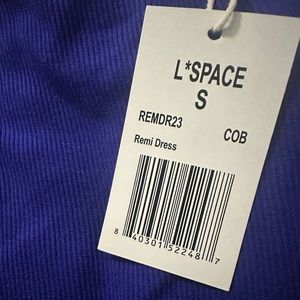 L*SPACE
S
REMDR23
COB
Remi Dress
8 40301 52248 7